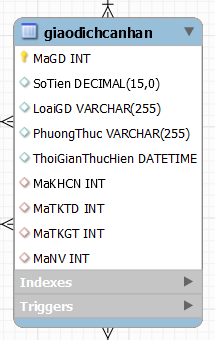 giaodichcanhan
MaGD INT
SoTien DECIMAL(15,0)
LoaiGD VARCHAR(255)
PhuongThuc VARCHAR(255)
ThoiGianThucHien DATETIME
MaKHCN INT
MaTKTD INT
MaTKGT INT
MaNV INT
Indexes
Triggers